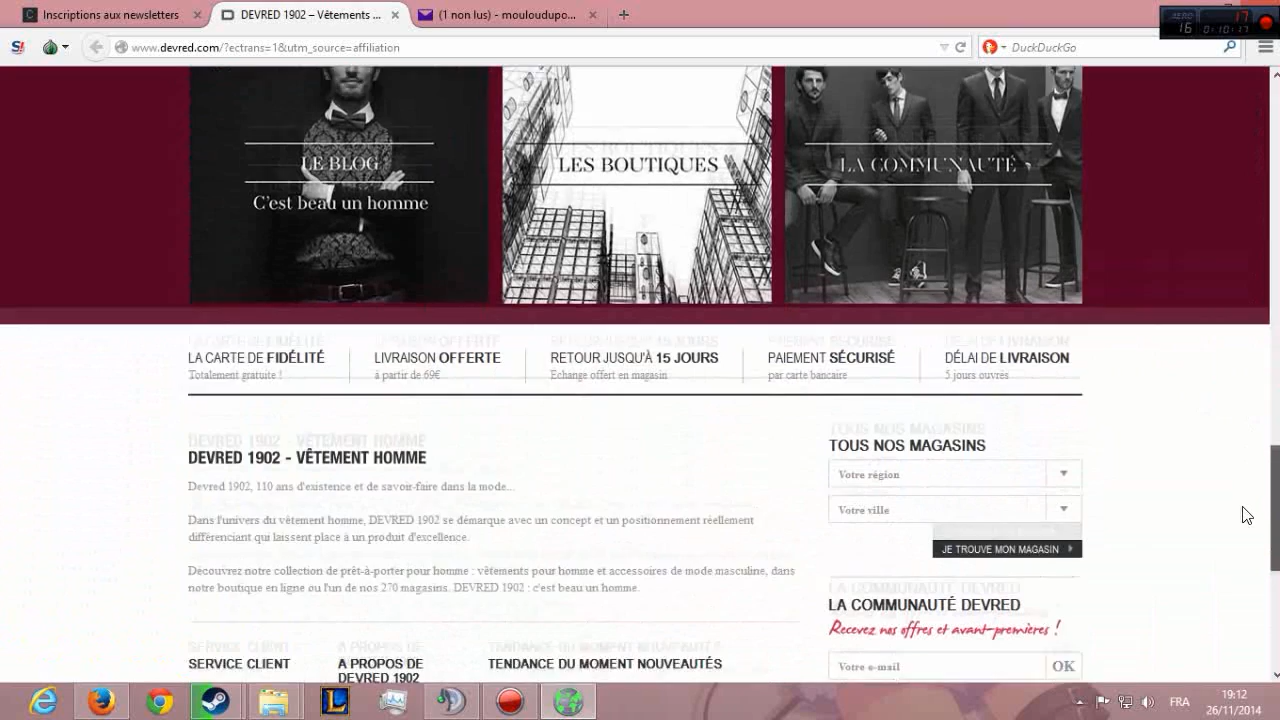 Inscriptions aux newsletters
DEVRED 1902 – Vêtements ...
(1 non lus) - mououdupo...
17
16
0:10:17
www.devred.com/?ectrans=1&utm_source=affiliation
DuckDuckGo
LE BLOG
C'est beau un homme
LES BOUTIQUES
LA COMMUNAUTÉ
LA CARTE DE FIDÉLITÉ
Totalement gratuite !
LIVRAISON OFFERTE
à partir de 69€
RETOUR JUSQU'À 15 JOURS
Echange offert en magasin
PAIEMENT SÉCURISÉ
par carte bancaire
DÉLAI DE LIVRAISON
5 jours ouvrés
DEVRED 1902 - VÊTEMENT HOMME
Devred 1902, 110 ans d'existence et de savoir-faire dans la mode...
Dans l'univers du vêtement homme, DEVRED 1902 se démarque avec un concept et un positionnement réellement
différenciant qui laissent place à un produit d'excellence.
Découvrez notre collection de prêt-à-porter pour homme : vêtements pour homme et accessoires de mode masculine, dans
notre boutique en ligne ou l'un de nos 270 magasins. DEVRED 1902 : c'est beau un homme.
TOUS NOS MAGASINS
Votre région
Votre ville
JE TROUVE MON MAGASIN
LA COMMUNAUTÉ DEVRED
Recevez nos offres et avant-premières !
Votre e-mail
OK
SERVICE CLIENT
A PROPOS DE
DEVRED 1902
TENDANCE DU MOMENT NOUVEAUTÉS
FRA
19:12
26/11/2014